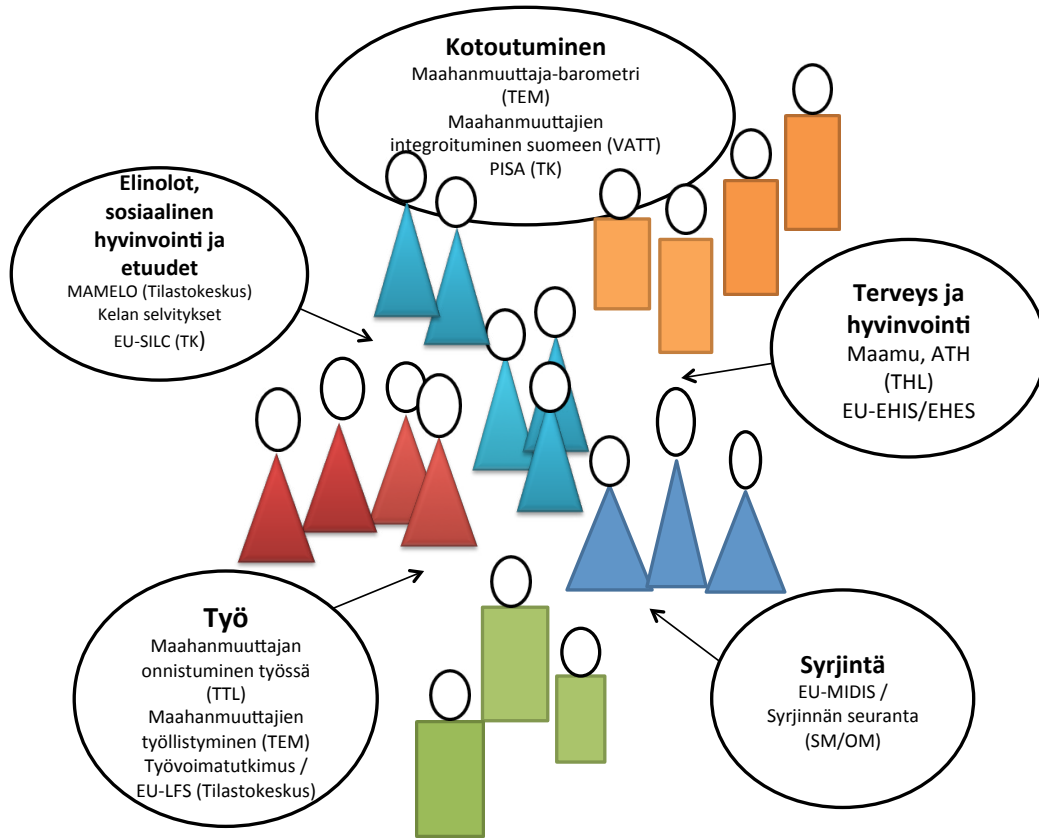 Kotoutuminen
Maahanmuuttaja-barometri
(TEM)
Maahanmuuttajien
integroituminen suomeen (VATT)
PISA (TK)
Elinolot,
sosiaalinen
hyvinvointi ja
etuudet
MAMELO (Tilastokeskus)
Kelan selvitykset
EU-SILC (TK)
Terveys ja
hyvinvointi
Maamu, ATH
(THL)
EU-EHIS/EHES
Työ
Maahanmuuttajan
onnistuminen työssä
(TTL)
Maahanmuuttajien
työllistyminen (TEM)
Työvoimatutkimus /
EU-LFS (Tilastokeskus)
Syrjintä
EU-MIDIS /
Syrjinnän seuranta
(SM/OM)